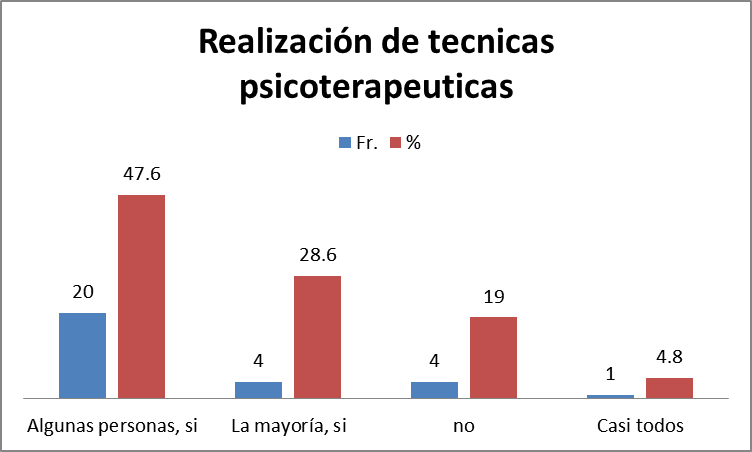 Realización de tecnicas
psicoterapeuticas
Fr. %
47.6
28.6
20
19
4
4
4.8
1
Algunas personas, si La mayoría, si no Casi todos